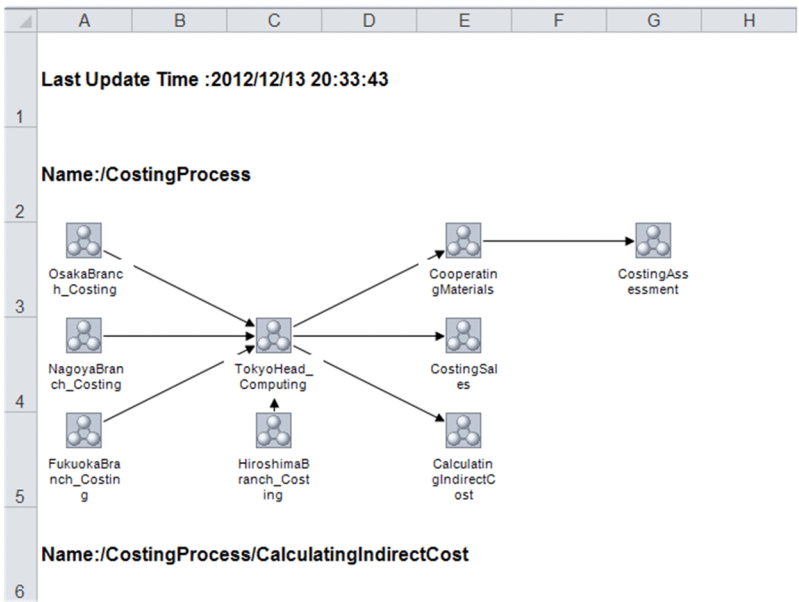 A B C D E F G H
1
Last Update Time :2012/12/13 20:33:43
2
Name:/CostingProcess
3
OsakaBranc
h_Costing
Cooperatin
gMaterials
CostingAss
essment
4
NagoyaBran
ch_Costing
TokyoHead_
Computing
CostingSal
es
5
FukuokaBra
nch_Costin
g
HiroshimaB
ranch_Cost
ing
Calculatin
gIndirectC
ost
6
Name:/CostingProcess/CalculatingIndirectCost